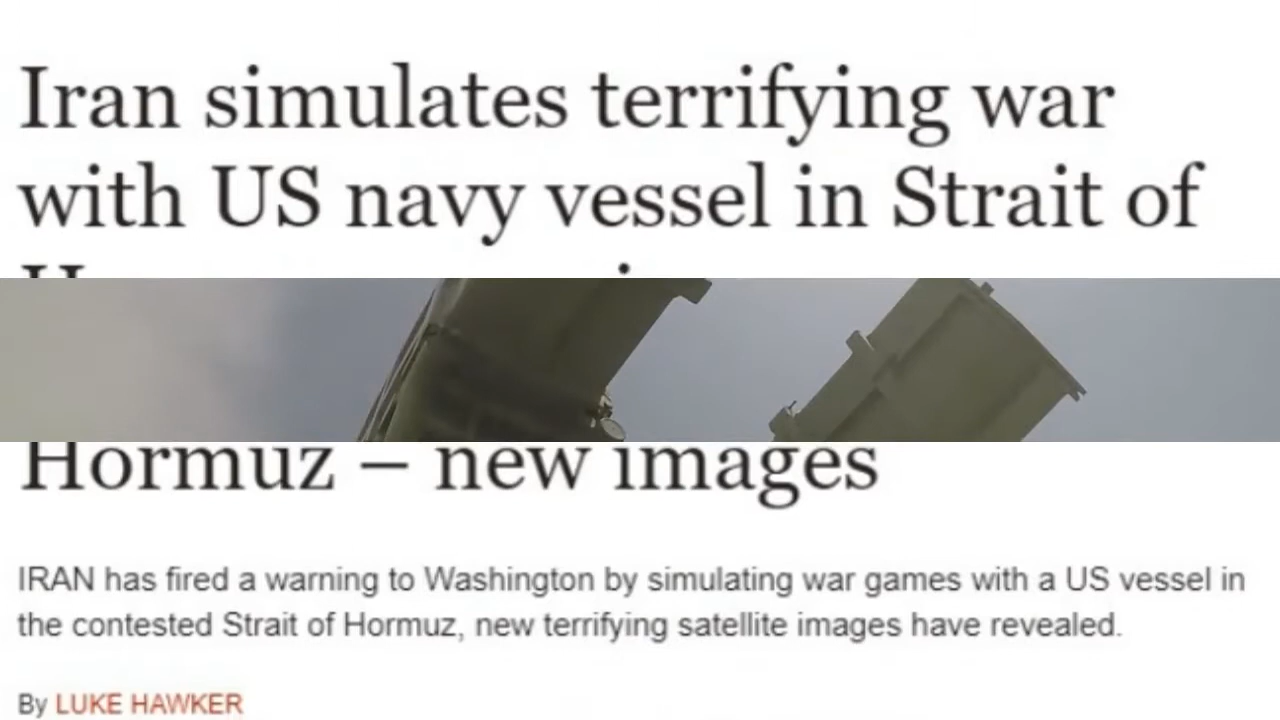 Iran simulates terrifying war
with US navy vessel in Strait of
Hormuz – new images
IRAN has fired a warning to Washington by simulating war games with a US vessel in
the contested Strait of Hormuz, new terrifying satellite images have revealed.
By LUKE HAWKER